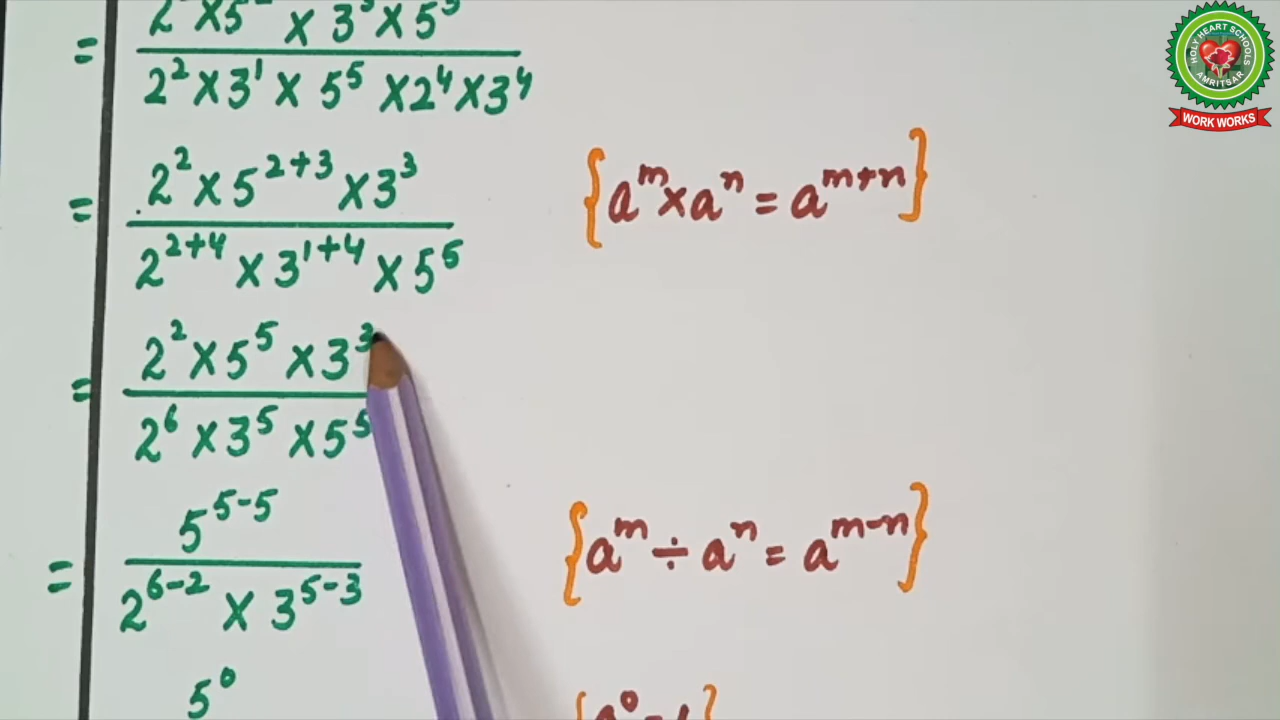 2² × 5² × 3³ × 5³
= ―――――――――
2² × 3¹ × 5⁵ × 2⁴ × 3⁴
2² × 5²⁺³ × 3³
= ――――――――― {aᵐ × aⁿ = aᵐ⁺ⁿ}
2²⁺⁴ × 3¹⁺⁴ × 5⁵
2² × 5⁵ × 3³
= ―――――――――
2⁶ × 3⁵ × 5⁵
5⁵⁻⁵
= ――――――――― {aᵐ ÷ aⁿ = aᵐ⁻ⁿ}
2⁶⁻² × 3⁵⁻³
5⁰ {a⁰ = 1}
HOLY HEART SCHOOLS
AMRITSAR
WORK WORKS